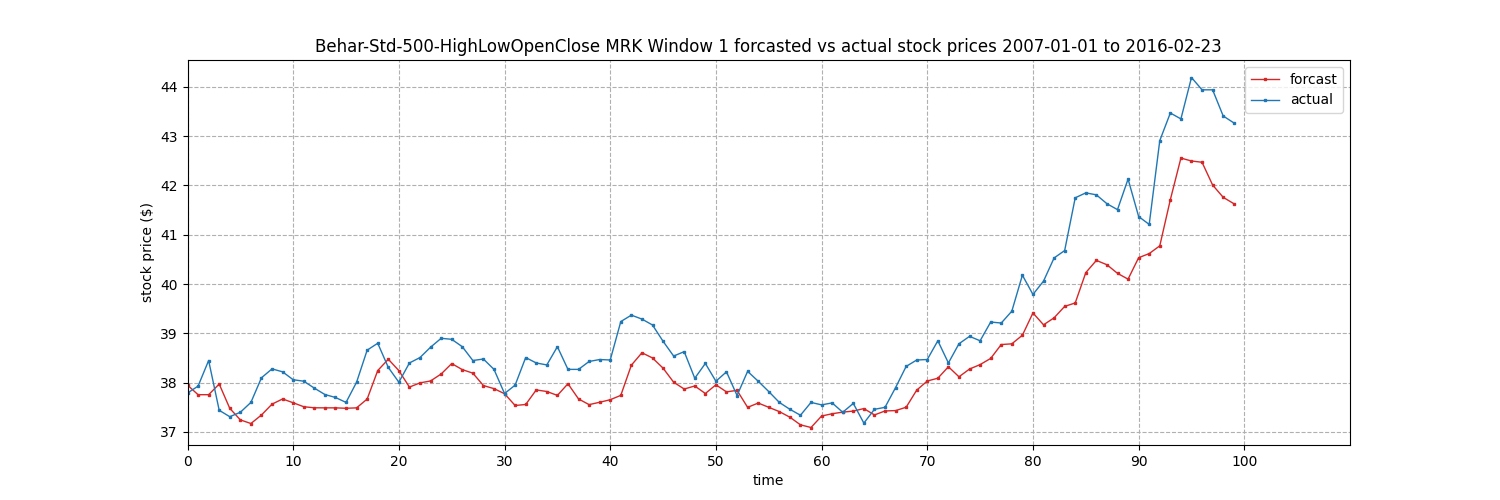 Behar-Std-500-HighLowOpenClose MRK Window 1 forcasted vs actual stock prices 2007-01-01 to 2016-02-23
forcast
actual
44
43
42
41
40
39
38
37
stock price ($)
0 10 20 30 40 50 60 70 80 90 100
time